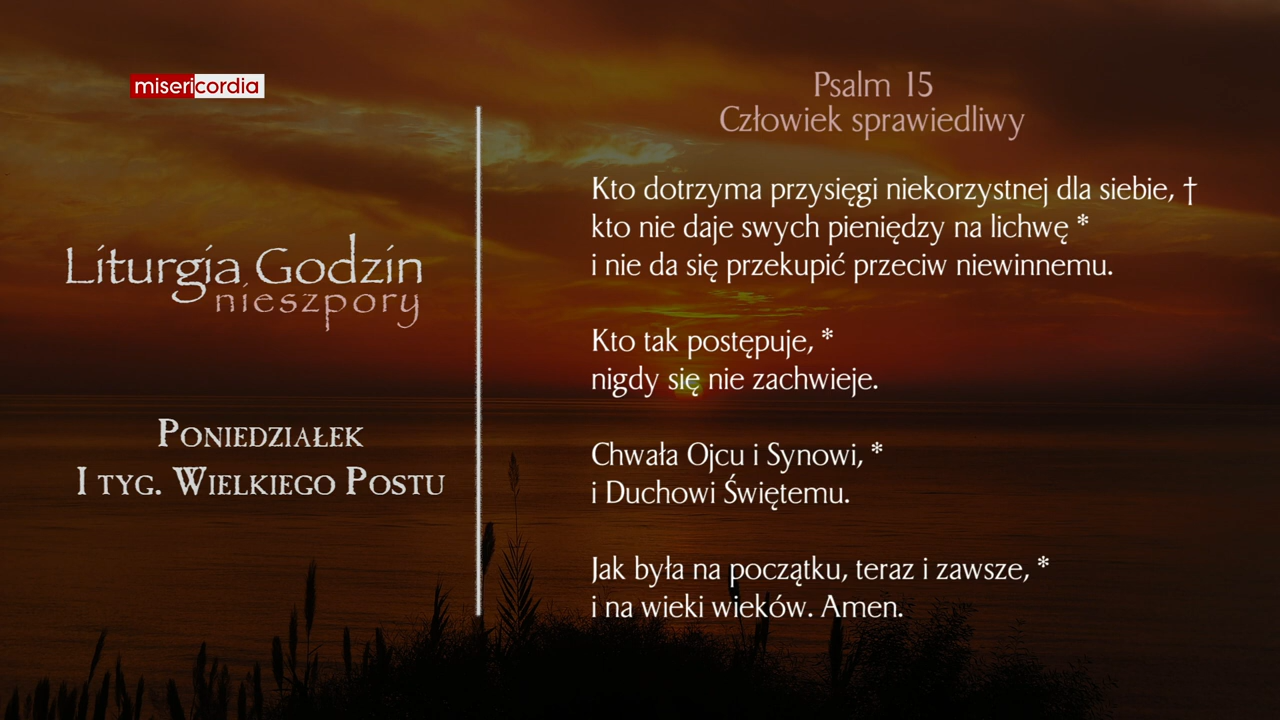 misericordia
Liturgia Godzin
nieszpory
Poniedziałek
I tyg. Wielkiego Postu
Psalm 15
Człowiek sprawiedliwy
Kto dotrzyma przysięgi niekorzystnej dla siebie, †
kto nie daje swych pieniędzy na lichwę *
i nie da się przekupić przeciw niewinnemu.
Kto tak postępuje, *
nigdy się nie zachwieje.
Chwała Ojcu i Synowi, *
i Duchowi Świętemu.
Jak była na początku, teraz i zawsze, *
i na wieki wieków. Amen.